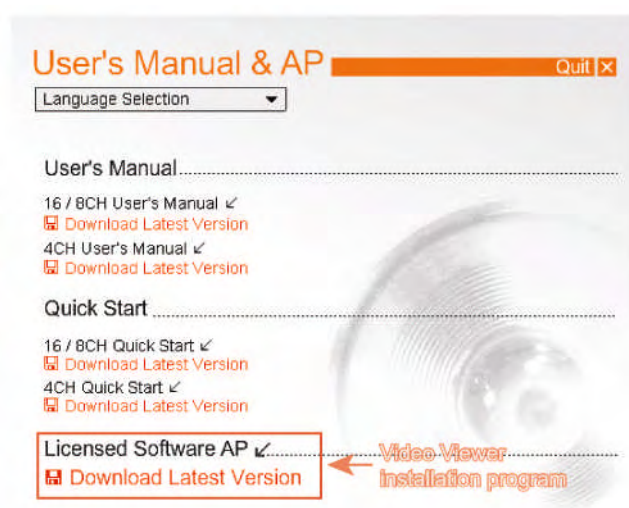 User's Manual & AP
Quit
Language Selection
User's Manual
16 / 8CH User's Manual
Download Latest Version
4CH User's Manual
Download Latest Version
Quick Start
16 / 8CH Quick Start
Download Latest Version
4CH Quick Start
Download Latest Version
Licensed Software AP
Download Latest Version
Video Viewer
installation program